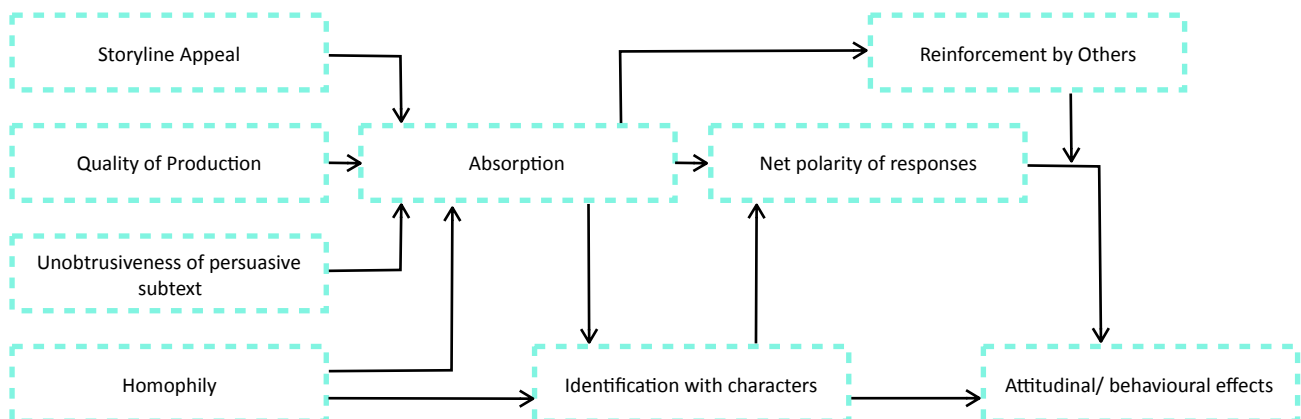 Storyline Appeal
Reinforcement by Others
Quality of Production
Absorption
Net polarity of responses
Unobtrusiveness of persuasive
subtext
Homophily
Identification with characters
Attitudinal/ behavioural effects